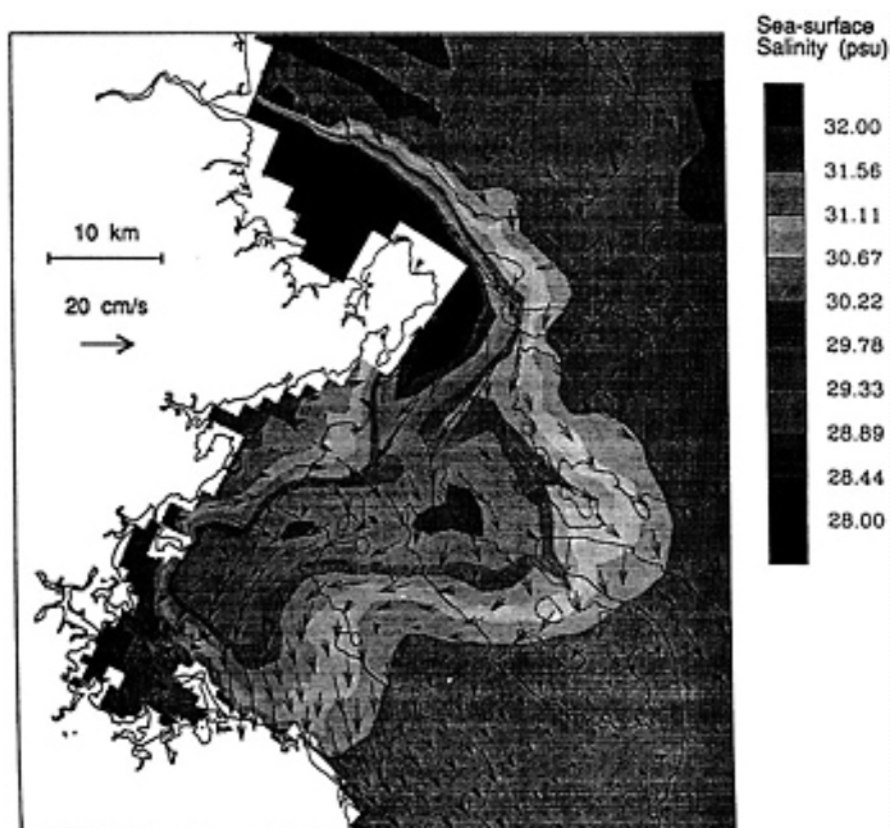 Sea-surface
Salinity (psu)
32.00
31.56
31.11
30.67
30.22
29.78
29.33
28.89
28.44
28.00
10 km
20 cm/s